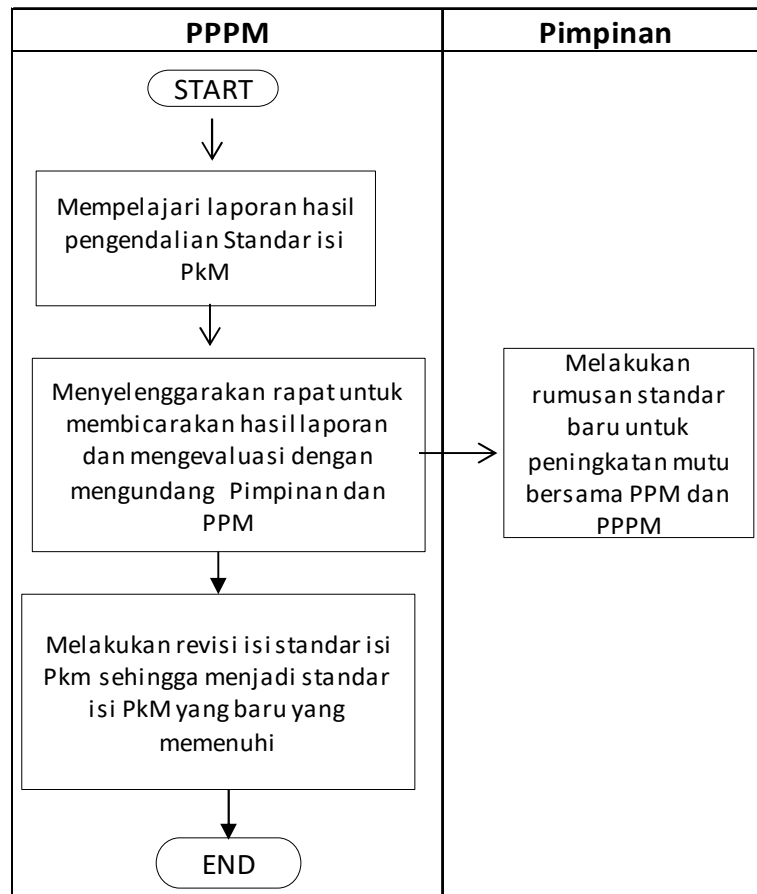 PPPM
Pimpinan
START
Mempelajari laporan hasil
pengendalian Standar isi
PkM
Menyelenggarakan rapat untuk
membicarakan hasil laporan
dan mengevaluasi dengan
mengundang Pimpinan dan
PPM
Melakukan
rumusan standar
baru untuk
peningkatan mutu
bersama PPM dan
PPPM
Melakukan revisi isi standar isi
Pkm sehingga menjadi standar
isi PkM yang baru yang
memenuhi
END